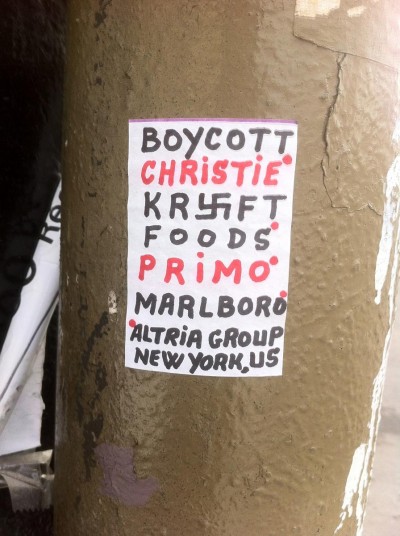 BOYCOTT
CHRiSTiE
KR卐FT
FOODS
PRiMO
MARLBORO
ALTRiA GROUP
NEW YORK, US